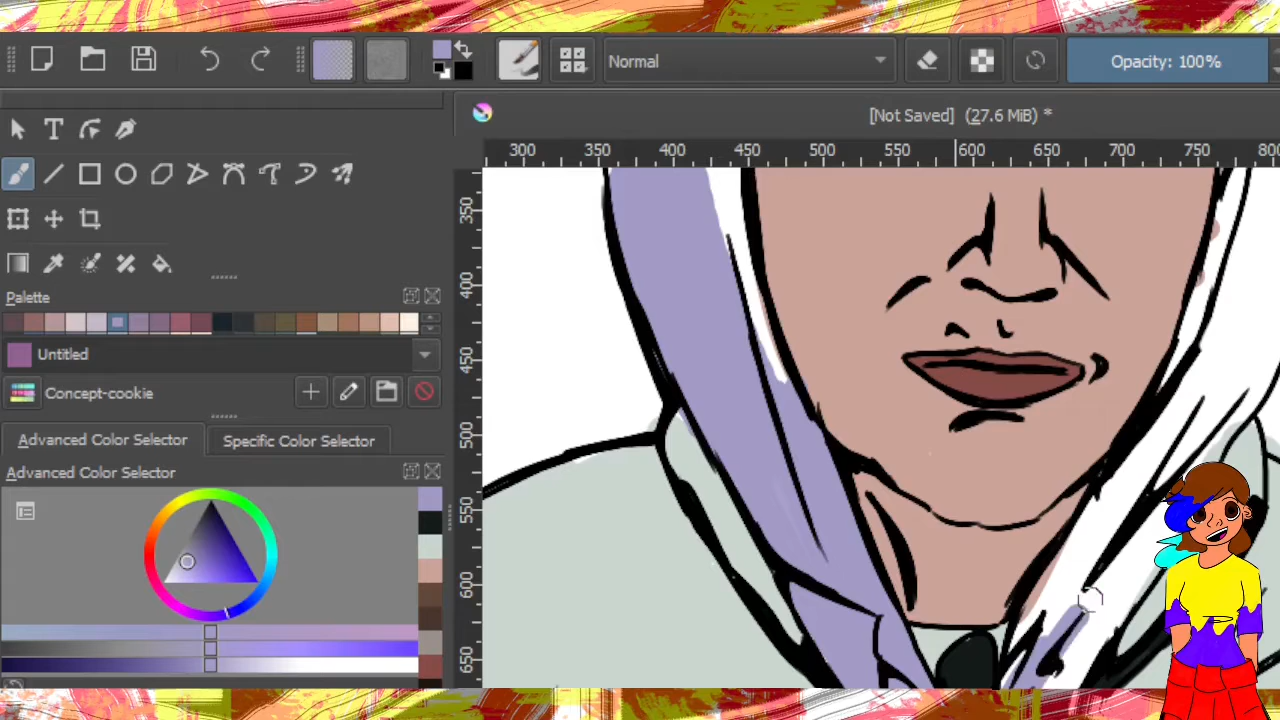 Normal
Opacity: 100%
[Not Saved] (27.6 MiB) *
300 350 400 450 500 550 600 650 700 750 800
350
400
450
500
550
600
650
Palette
Untitled
Concept-cookie
Advanced Color Selector
Specific Color Selector
Advanced Color Selector